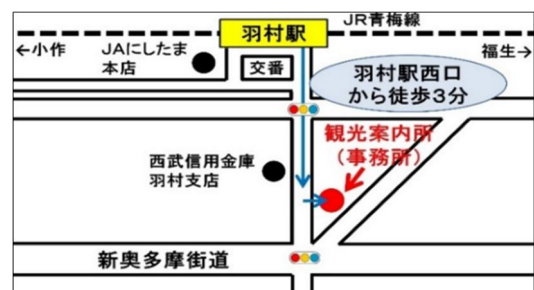 羽村駅
JR青梅線
←小作
JAにしたま
本店
交番
福生→
羽村駅西口
から徒歩３分
観光案内所
（事務所）
西武信用金庫
羽村支店
新奥多摩街道